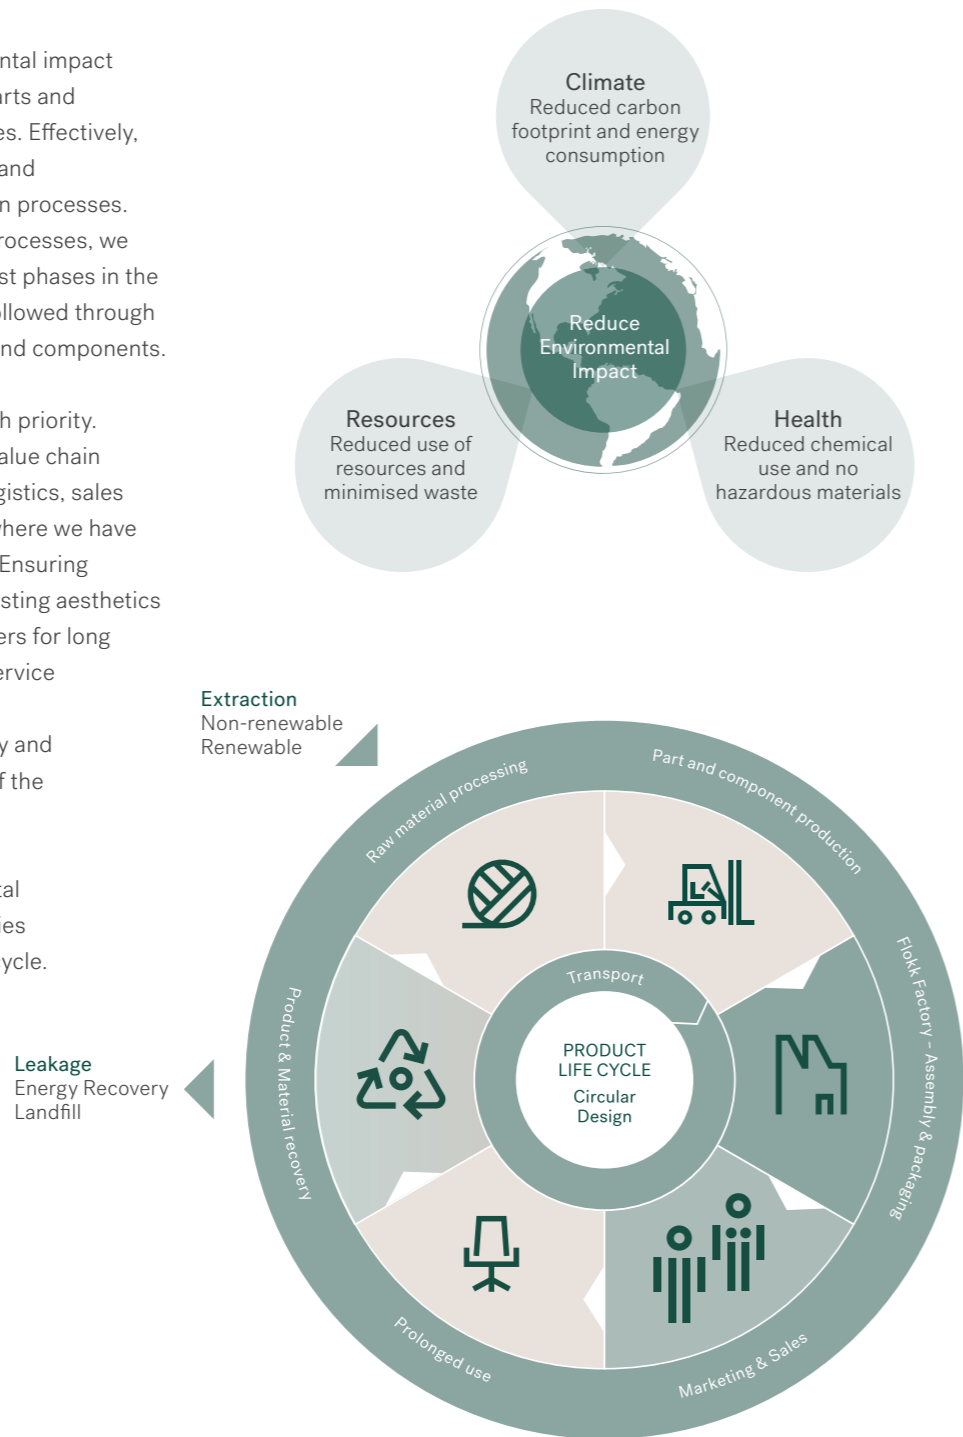 ntal impact
arts and
es. Effectively,
and
n processes.
rocesses, we
st phases in the
ollowed through
nd components.
h priority.
alue chain
gistics, sales
where we have
Ensuring
sting aesthetics
ers for long
ervice
y and
f the
tal
ies
cycle.
Climate
Reduced carbon
footprint and energy
consumption
Reduce
Environmental
Impact
Resources
Reduced use of
resources and
minimised waste
Health
Reduced chemical
use and no
hazardous materials
Extraction
Non-renewable
Renewable
Raw material processing
Part and component production
Flokk Factory – Assembly & packaging
Marketing & Sales
Prolonged use
Product & Material recovery
Transport
PRODUCT
LIFE CYCLE
Circular
Design
Leakage
Energy Recovery
Landfill